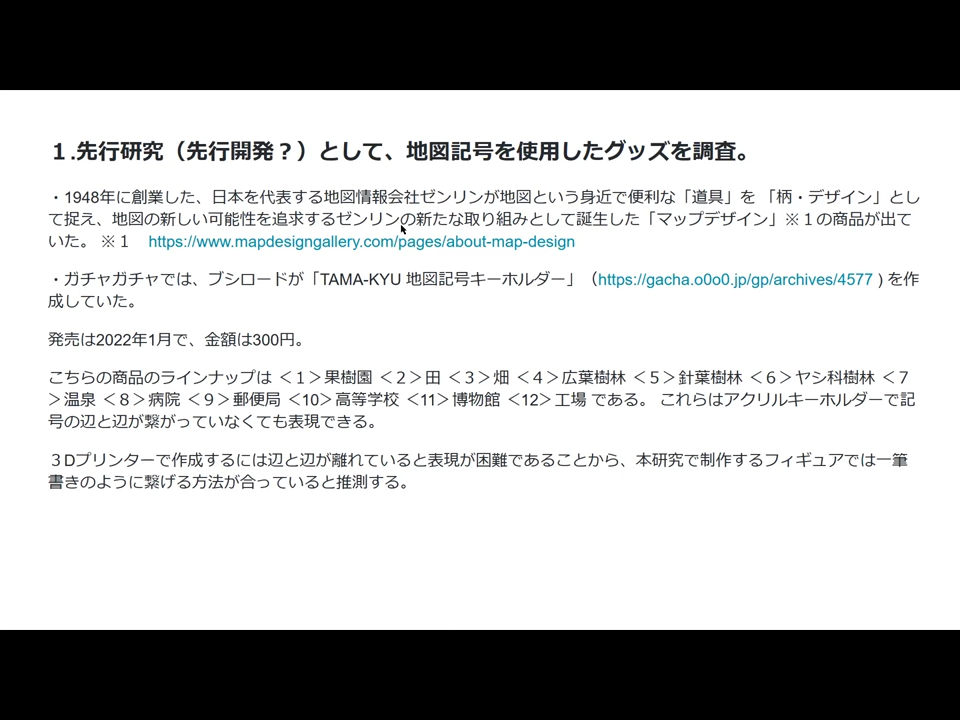 １.先行研究（先行開発？）として、地図記号を使用したグッズを調査。
・1948年に創業した、日本を代表する地図情報会社ゼンリンが地図という身近で便利な「道具」を 「柄・デザイン」とし
て捉え、地図の新しい可能性を追求するゼンリンの新たな取り組みとして誕生した「マップデザイン」※１の商品が出て
いた。 ※１　https://www.mapdesigngallery.com/pages/about-map-design
・ガチャガチャでは、ブシロードが「TAMA-KYU 地図記号キーホルダー」（https://gacha.o0o0.jp/gp/archives/4577 ) を作
成していた。
発売は2022年1月で、金額は300円。
こちらの商品のラインナップは ＜１＞果樹園 ＜２＞田 ＜３＞畑 ＜４＞広葉樹林 ＜５＞針葉樹林 ＜６＞ヤシ科樹林 ＜７
＞温泉 ＜８＞病院 ＜９＞郵便局 ＜10＞高等学校 ＜11＞博物館 ＜12＞工場 である。 これらはアクリルキーホルダーで記
号の辺と辺が繋がっていなくても表現できる。
３Dプリンターで作成するには辺と辺が離れていると表現が困難であることから、本研究で制作するフィギュアでは一筆
書きのように繋げる方法が合っていると推測する。